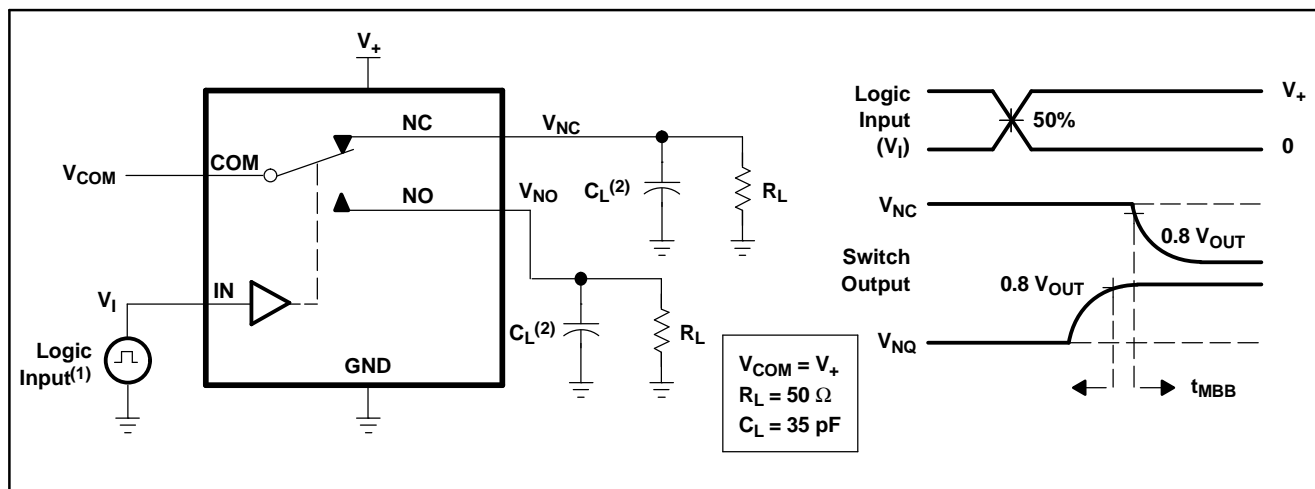 V+
NC
VNC
COM
VCOM
CL(2)
RL
NO
VNO
IN
VI
CL(2)
RL
Logic
Input(1)
GND
VCOM = V+
RL = 50 Ω
CL = 35 pF
Logic
Input
(VI)
50%
V+
0
VNC
0.8 VOUT
Switch
Output
0.8 VOUT
VNQ
tMBB